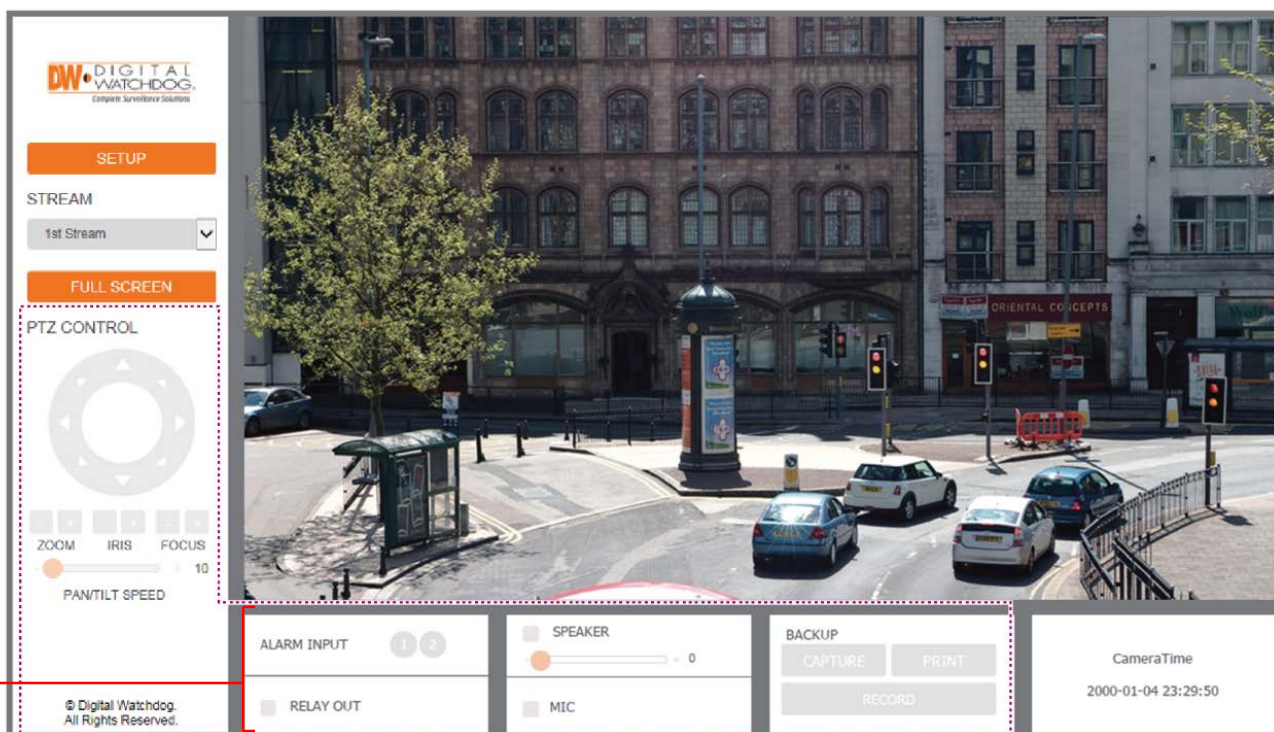 DW DIGITAL
WATCHDOG.
Complete Surveillance Solutions
SETUP
STREAM
1st Stream
FULL SCREEN
PTZ CONTROL
- + - + - +
ZOOM IRIS FOCUS
- + 10
PAN/TILT SPEED
© Digital Watchdog.
All Rights Reserved.
ORIENTAL CONCEPTS
ALARM INPUT 1 2
RELAY OUT
SPEAKER
- + 0
MIC
BACKUP
CAPTURE PRINT
RECORD
CameraTime
2000-01-04 23:29:50